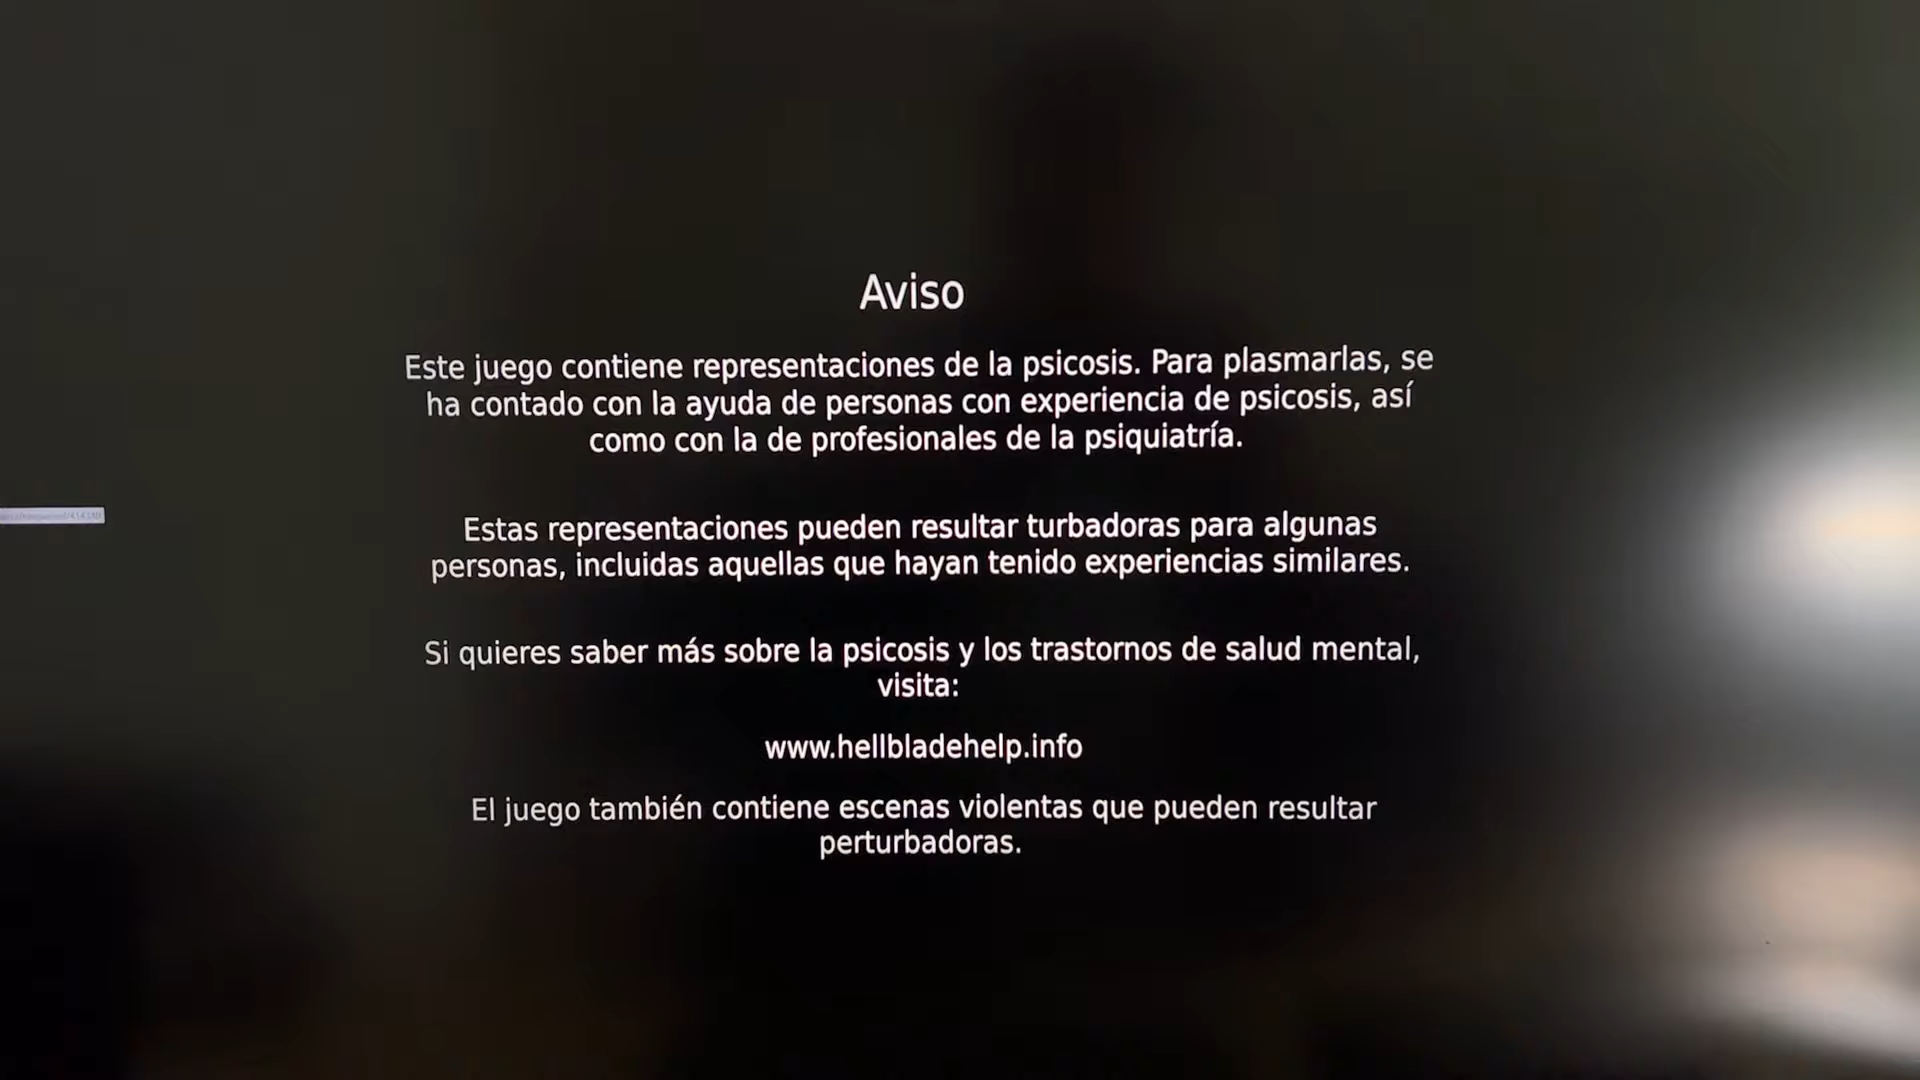 Aviso
Este juego contiene representaciones de la psicosis. Para plasmarlas, se
ha contado con la ayuda de personas con experiencia de psicosis, así
como con la de profesionales de la psiquiatría.
Estas representaciones pueden resultar turbadoras para algunas
personas, incluidas aquellas que hayan tenido experiencias similares.
Si quieres saber más sobre la psicosis y los trastornos de salud mental,
visita:
www.hellbladehelp.info
El juego también contiene escenas violentas que pueden resultar
perturbadoras.